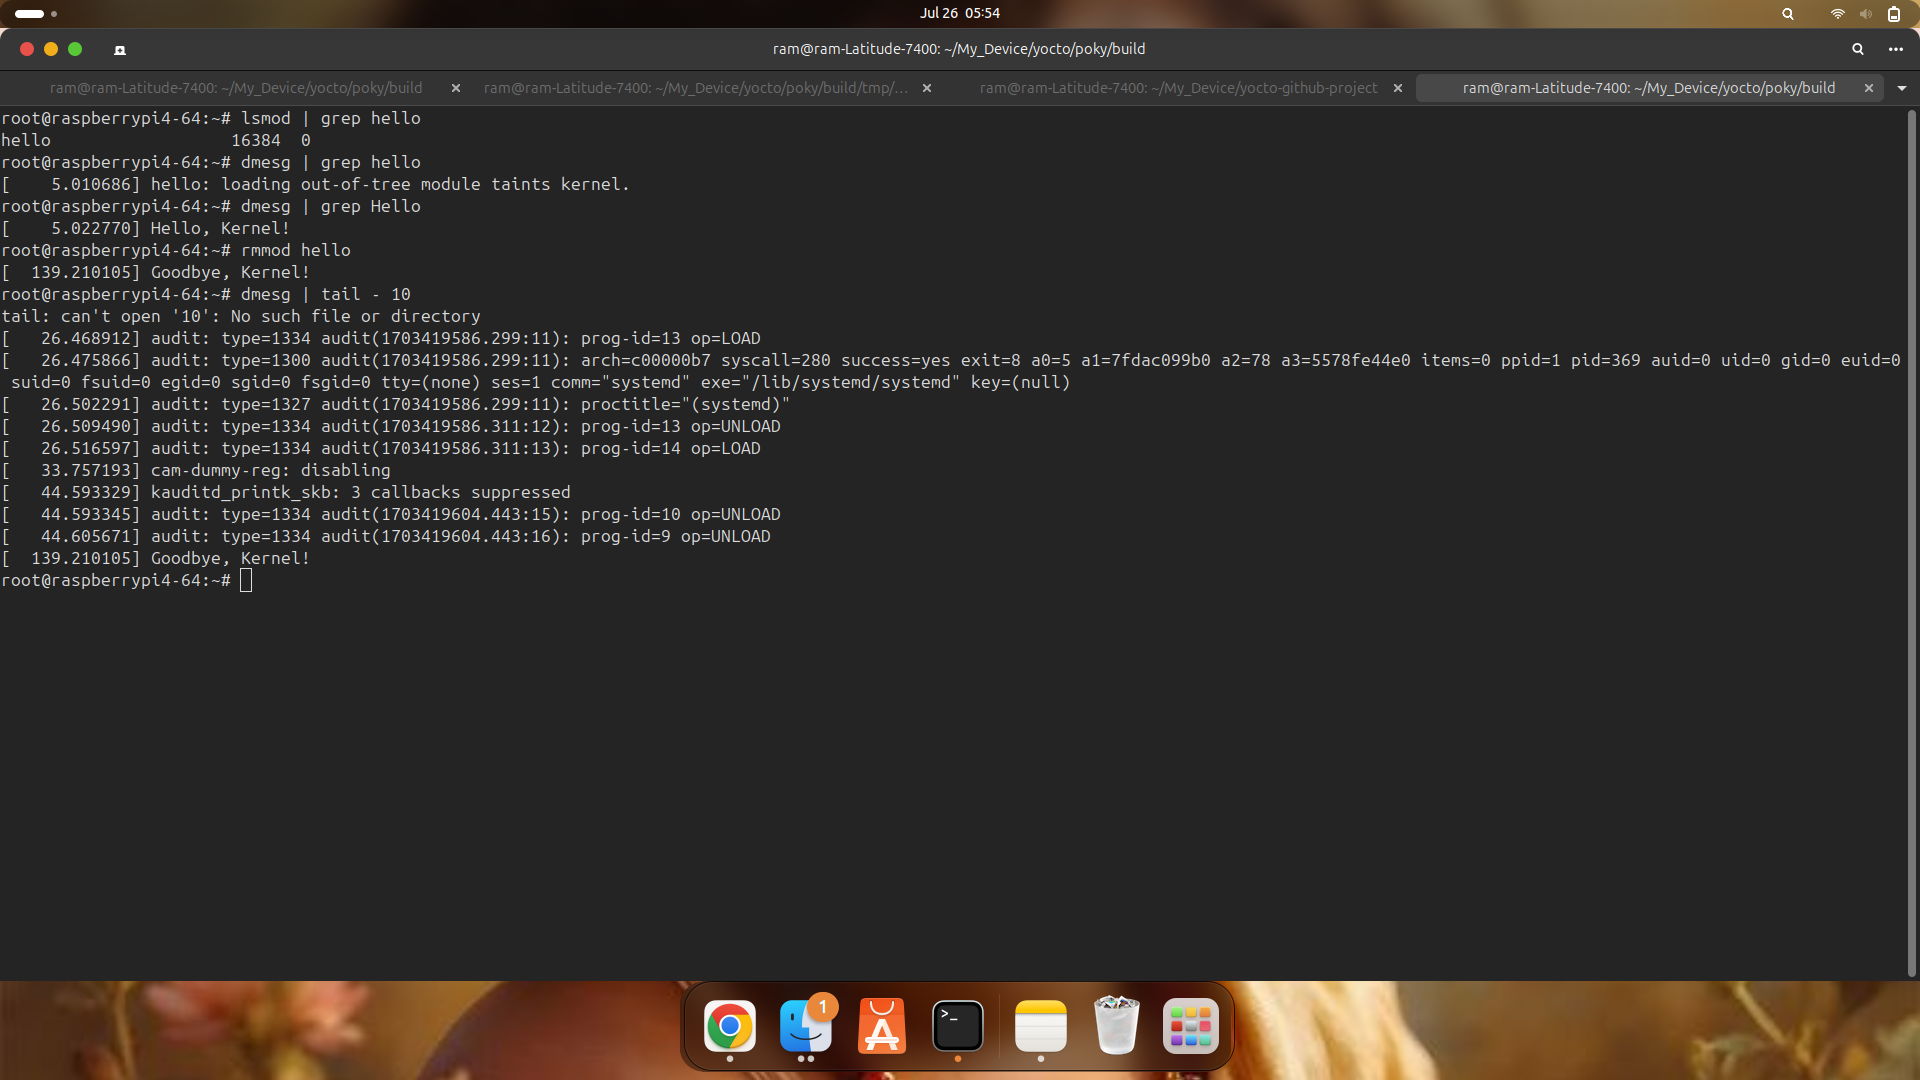 Jul 26 05:54
ram@ram-Latitude-7400: ~/My_Device/yocto/poky/build
ram@ram-Latitude-7400: ~/My_Device/yocto/poky/build
ram@ram-Latitude-7400: ~/My_Device/yocto/poky/build/tmp/...
ram@ram-Latitude-7400: ~/My_Device/yocto-github-project
ram@ram-Latitude-7400: ~/My_Device/yocto/poky/build
root@raspberrypi4-64:~# lsmod | grep hello
hello                  16384  0
root@raspberrypi4-64:~# dmesg | grep hello
[    5.010686] hello: loading out-of-tree module taints kernel.
root@raspberrypi4-64:~# dmesg | grep Hello
[    5.022770] Hello, Kernel!
root@raspberrypi4-64:~# rmmod hello
[  139.210105] Goodbye, Kernel!
root@raspberrypi4-64:~# dmesg | tail - 10
tail: can't open '10': No such file or directory
[   26.468912] audit: type=1334 audit(1703419586.299:11): prog-id=13 op=LOAD
[   26.475866] audit: type=1300 audit(1703419586.299:11): arch=c00000b7 syscall=280 success=yes exit=8 a0=5 a1=7fdac099b0 a2=78 a3=5578fe44e0 items=0 ppid=1 pid=369 auid=0 uid=0 gid=0 euid=0
 suid=0 fsuid=0 egid=0 sgid=0 fsgid=0 tty=(none) ses=1 comm="systemd" exe="/lib/systemd/systemd" key=(null)
[   26.502291] audit: type=1327 audit(1703419586.299:11): proctitle="(systemd)"
[   26.509490] audit: type=1334 audit(1703419586.311:12): prog-id=13 op=UNLOAD
[   26.516597] audit: type=1334 audit(1703419586.311:13): prog-id=14 op=LOAD
[   33.757193] cam-dummy-reg: disabling
[   44.593329] kauditd_printk_skb: 3 callbacks suppressed
[   44.593345] audit: type=1334 audit(1703419604.443:15): prog-id=10 op=UNLOAD
[   44.605671] audit: type=1334 audit(1703419604.443:16): prog-id=9 op=UNLOAD
[  139.210105] Goodbye, Kernel!
root@raspberrypi4-64:~#
1
>_